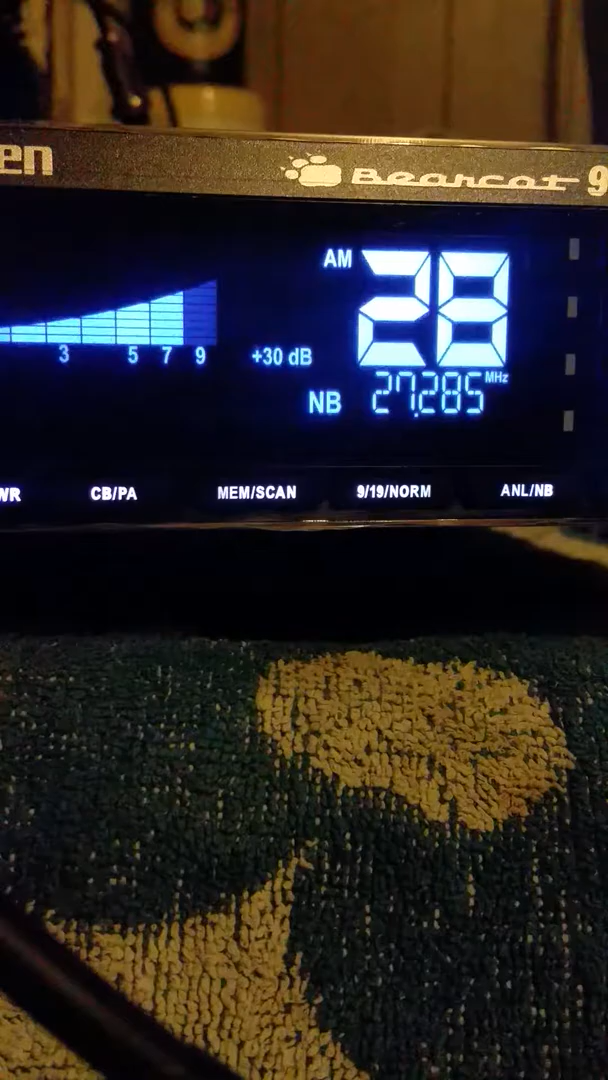 en Bearcat 9
AM 28
3 5 7 9 +30 dB
NB 27.285 MHz
WR CB/PA MEM/SCAN 9/19/NORM ANL/NB